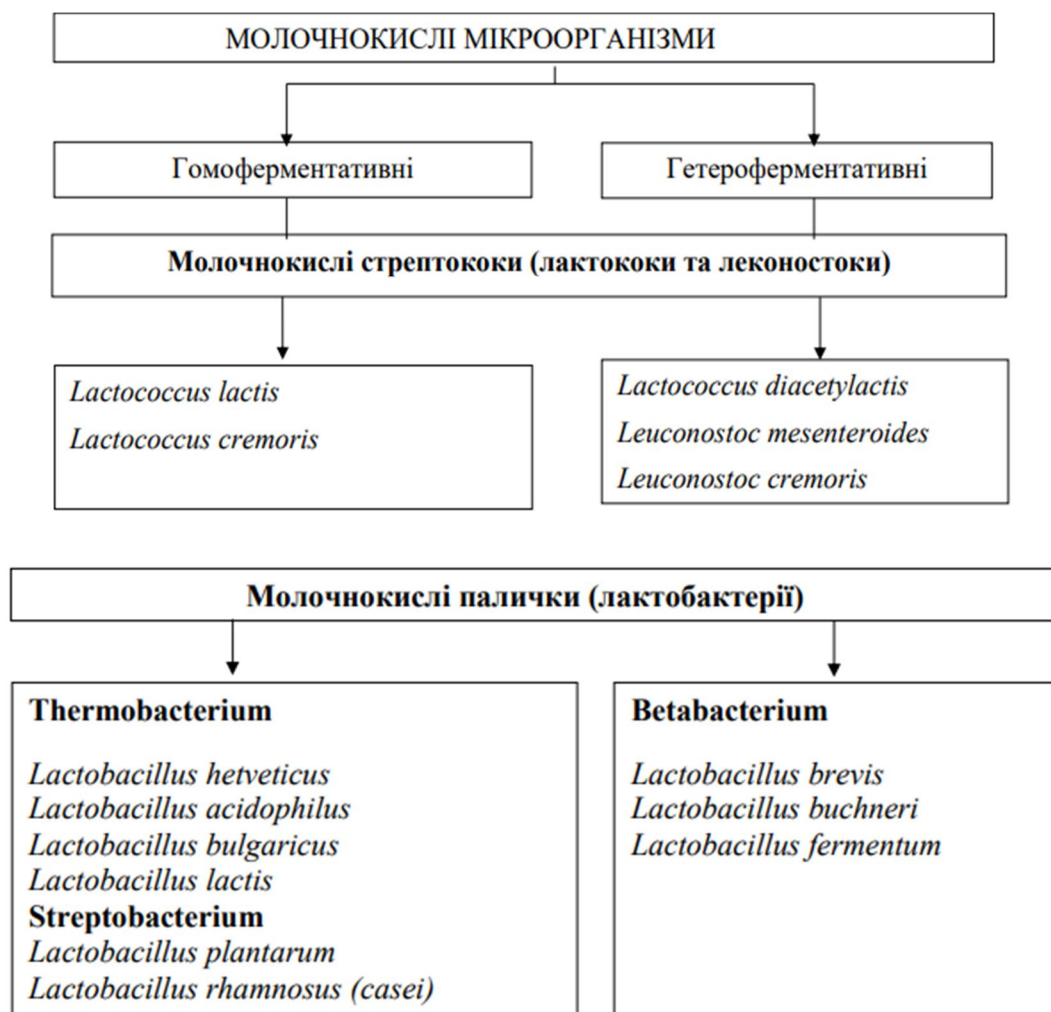 МОЛОЧНОКИСЛІ МІКРООРГАНІЗМИ
Гомоферментативні
Гетероферментативні
Молочнокислі стрептококи (лактококи та леконостоки)
Lactococcus lactis
Lactococcus cremoris
Lactococcus diacetylactis
Leuconostoc mesenteroides
Leuconostoc cremoris
Молочнокислі палички (лактобактерії)
Thermobacterium
Lactobacillus hetveticus
Lactobacillus acidophilus
Lactobacillus bulgaricus
Lactobacillus lactis
Streptobacterium
Lactobacillus plantarum
Lactobacillus rhamnosus (casei)
Betabacterium
Lactobacillus brevis
Lactobacillus buchneri
Lactobacillus fermentum